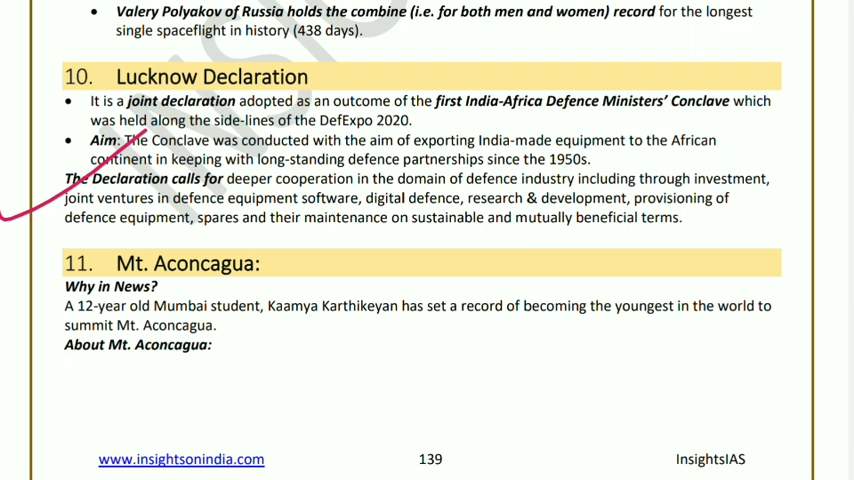 • Valery Polyakov of Russia holds the combine (i.e. for both men and women) record for the longest
single spaceflight in history (438 days).
10. Lucknow Declaration
• It is a joint declaration adopted as an outcome of the first India-Africa Defence Ministers’ Conclave which
was held along the side-lines of the DefExpo 2020.
• Aim: The Conclave was conducted with the aim of exporting India-made equipment to the African
continent in keeping with long-standing defence partnerships since the 1950s.
The Declaration calls for deeper cooperation in the domain of defence industry including through investment,
joint ventures in defence equipment software, digital defence, research & development, provisioning of
defence equipment, spares and their maintenance on sustainable and mutually beneficial terms.
11. Mt. Aconcagua:
Why in News?
A 12-year old Mumbai student, Kaamya Karthikeyan has set a record of becoming the youngest in the world to
summit Mt. Aconcagua.
About Mt. Aconcagua:
www.insightsonindia.com 139 InsightsIAS